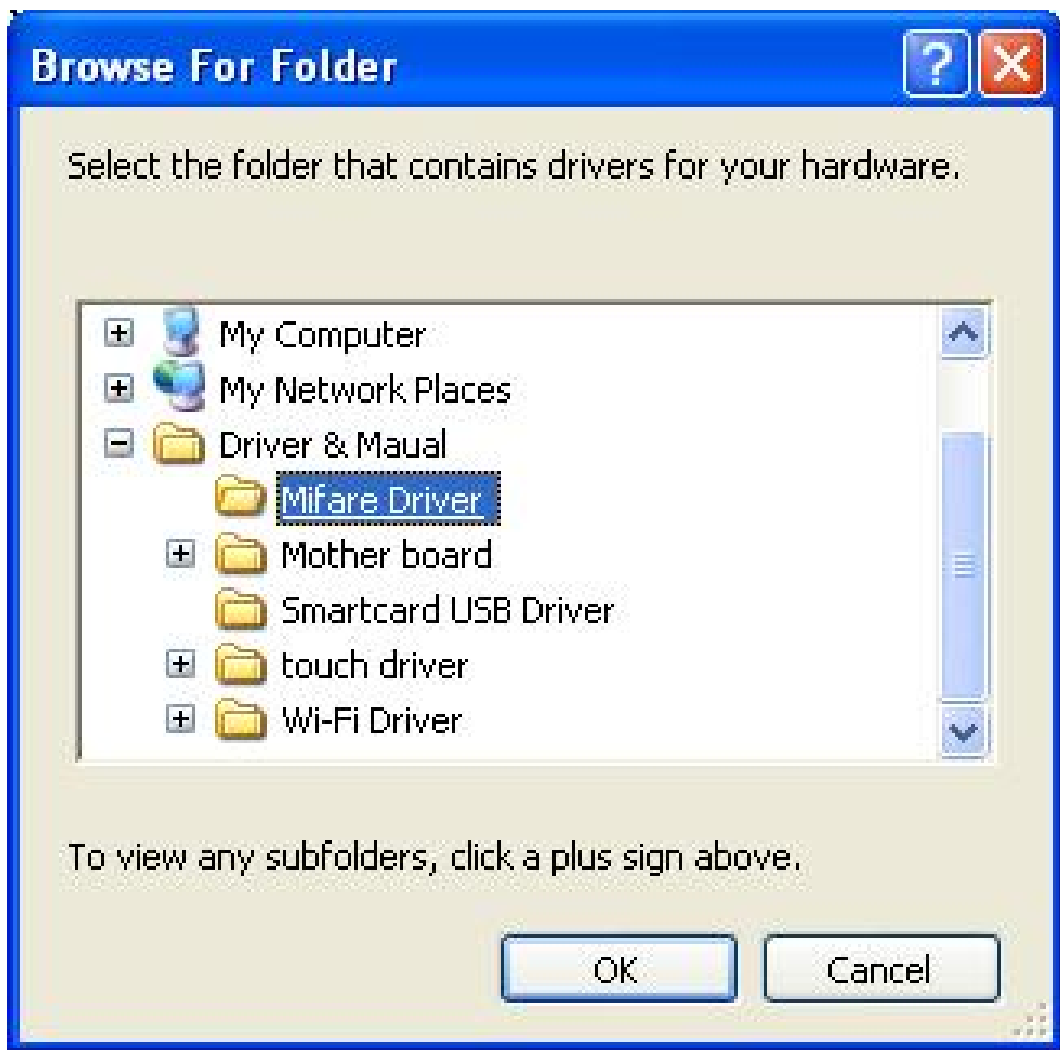 Browse For Folder
Select the folder that contains drivers for your hardware.
My Computer
My Network Places
Driver & Maual
Mifare Driver
Mother board
Smartcard USB Driver
touch driver
Wi-Fi Driver
To view any subfolders, click a plus sign above.
OK Cancel